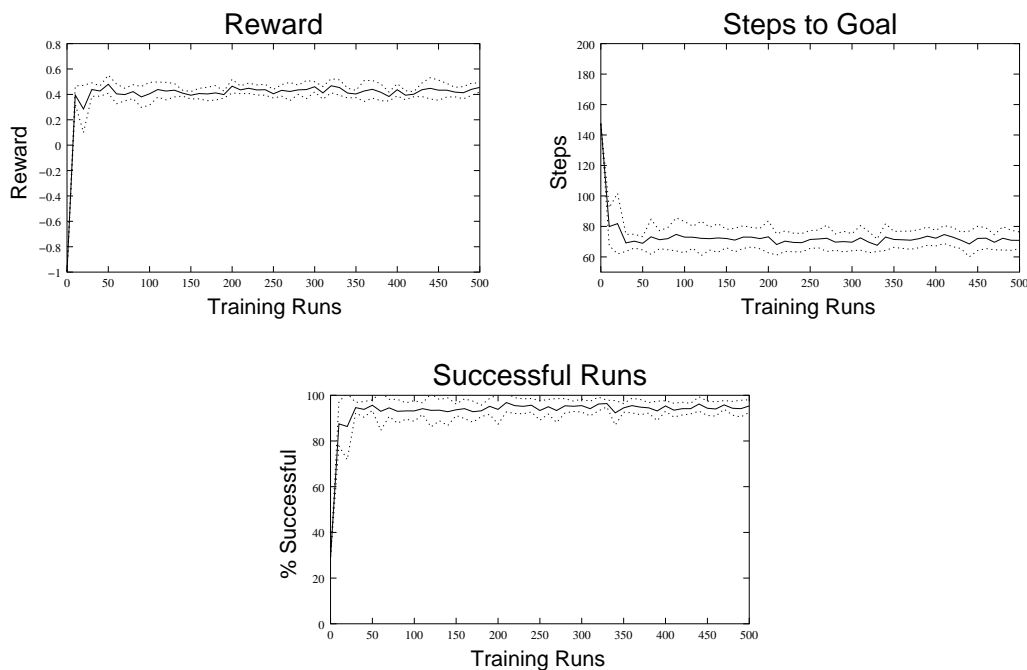 Reward
0.8
0.6
0.4
0.2
0
−0.2
−0.4
−0.6
−0.8
−1
Reward
0 50 100 150 200 250 300 350 400 450 500
Training Runs
Steps to Goal
200
180
160
140
120
100
80
60
Steps
0 50 100 150 200 250 300 350 400 450 500
Training Runs
Successful Runs
100
80
60
40
20
0
% Successful
0 50 100 150 200 250 300 350 400 450 500
Training Runs